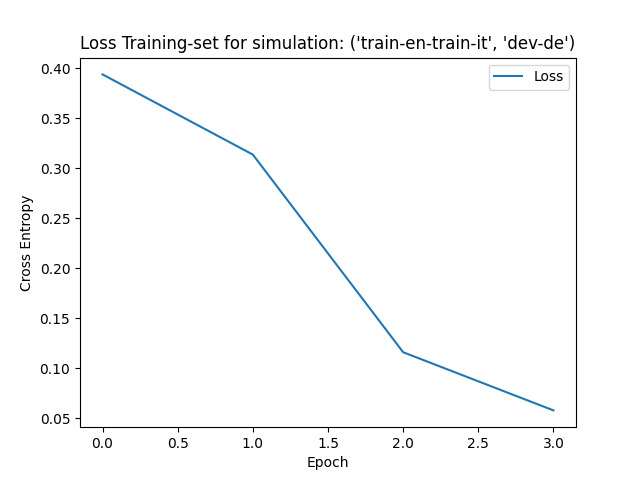 Loss Training-set for simulation: ('train-en-train-it', 'dev-de')
Loss
Cross Entropy
0.40
0.35
0.30
0.25
0.20
0.15
0.10
0.05
0.0 0.5 1.0 1.5 2.0 2.5 3.0
Epoch